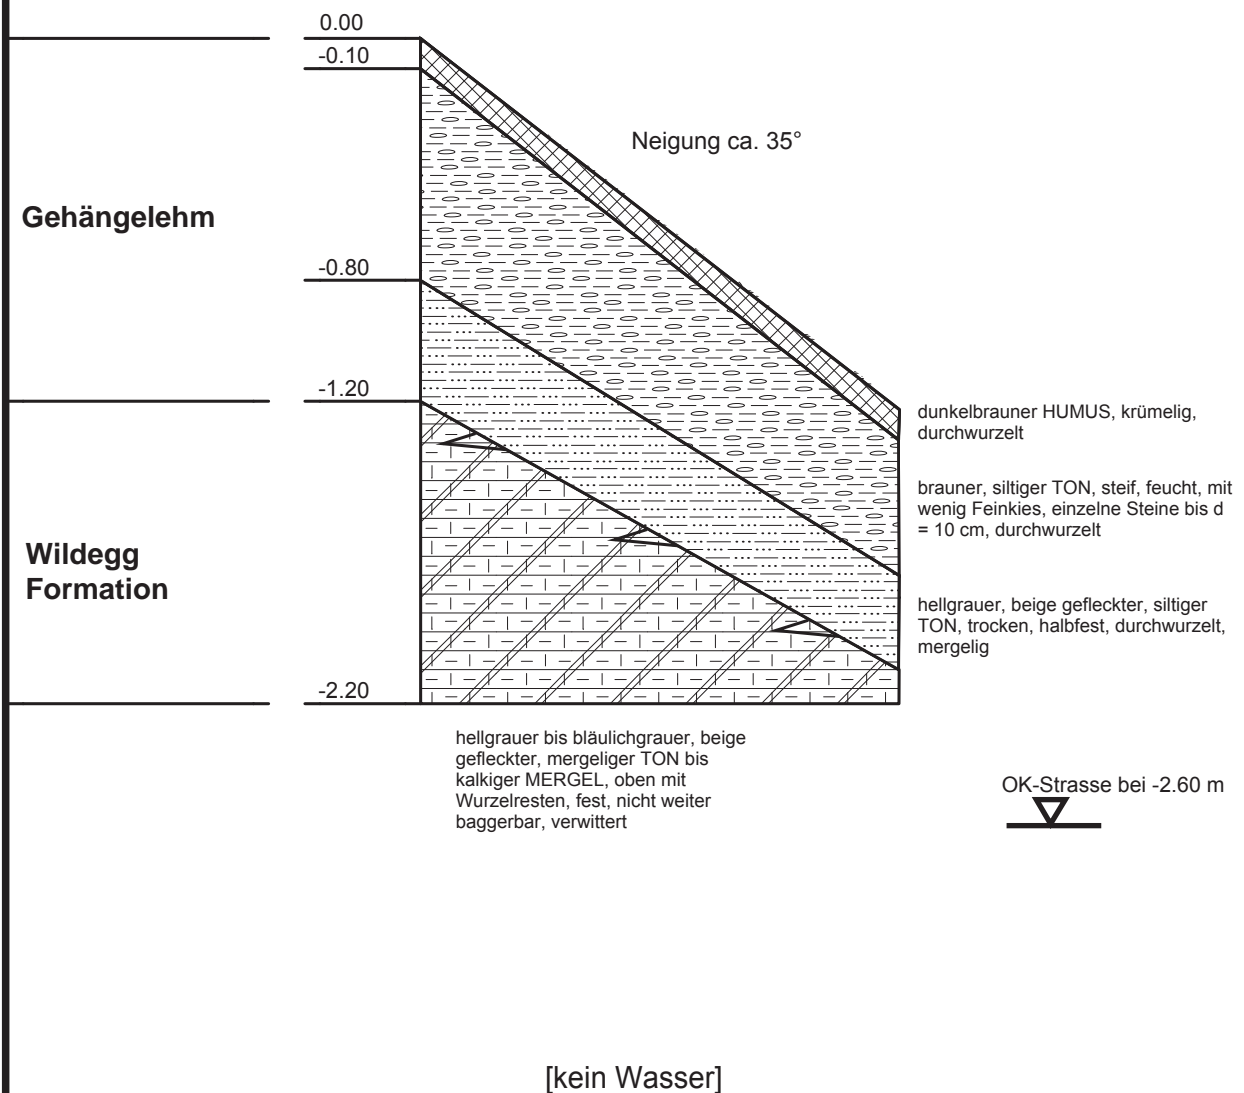 0.00
-0.10
Neigung ca. 35°
Gehängelehm
-0.80
-1.20
dunkelbrauner HUMUS, krümelig,
durchwurzelt
brauner, siltiger TON, steif, feucht, mit
wenig Feinkies, einzelne Steine bis d
= 10 cm, durchwurzelt
Wildegg
Formation
hellgrauer, beige gefleckter, siltiger
TON, trocken, halbfest, durchwurzelt,
mergelig
-2.20
hellgrauer bis bläulichgrauer, beige
gefleckter, mergeliger TON bis
kalkiger MERGEL, oben mit
Wurzelresten, fest, nicht weiter
baggerbar, verwittert
OK-Strasse bei -2.60 m
[kein Wasser]